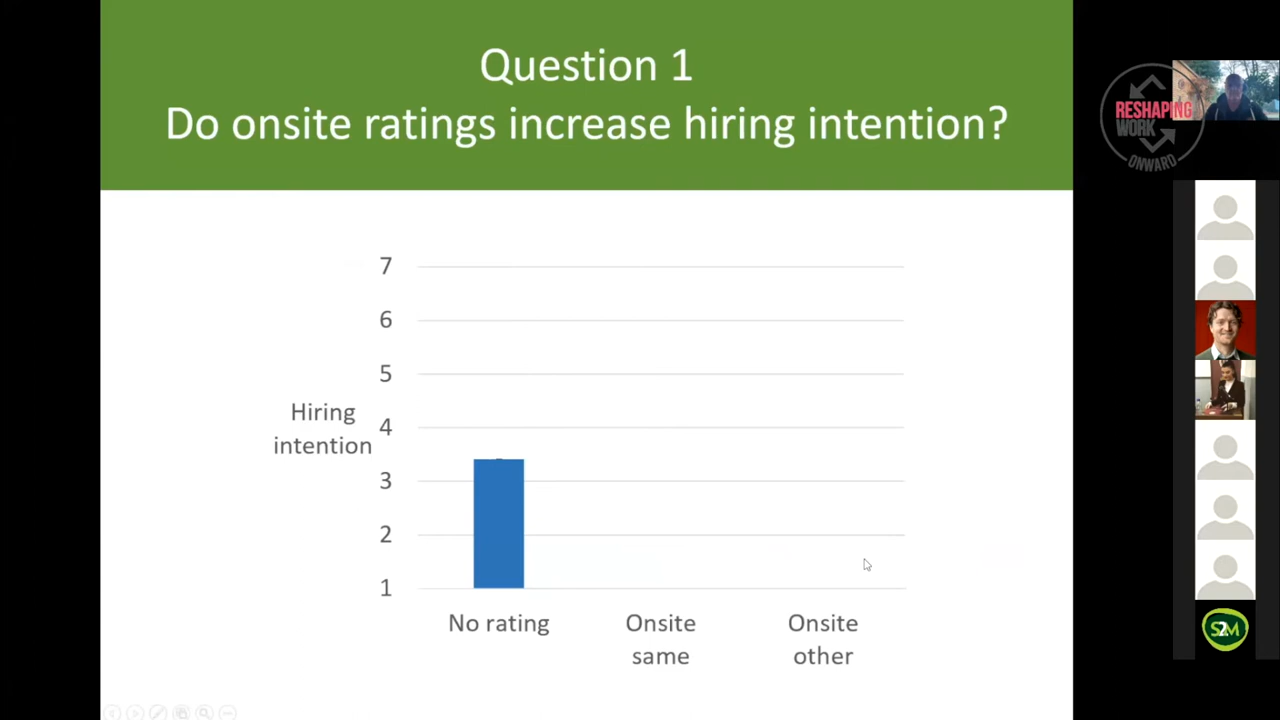 Question 1
Do onsite ratings increase hiring intention?
RESHAPING
WORK
ONWARD
7
6
5
4
3
2
1
Hiring
intention
No rating
Onsite
same
Onsite
other
S2M